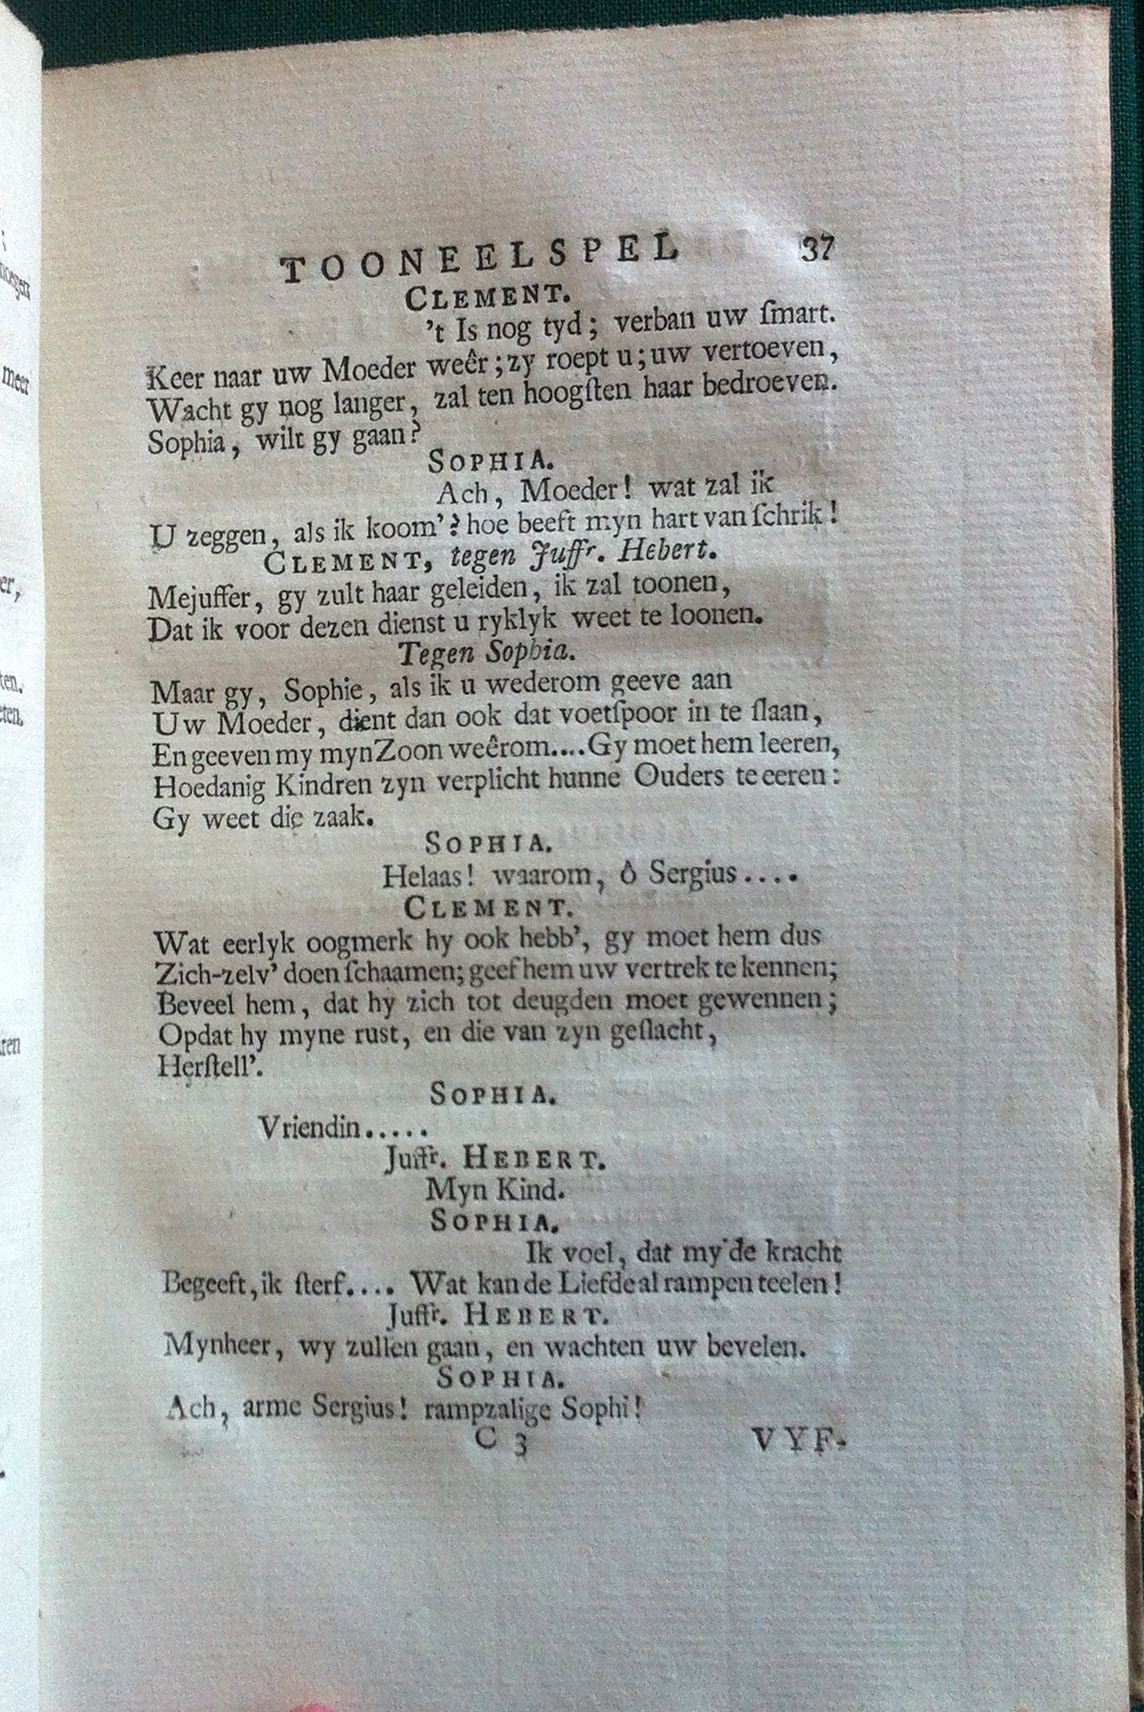 TOONEELSPEL 37
CLEMENT.
't Is nog tyd; verban uw ſmart.
Keer naar uw Moeder weêr; zy roept u; uw vertoeven,
Wacht gy nog langer, zal ten hoogſten haar bedroeven.
Sophia, wilt gy gaan?
SOPHIA.
Ach, Moeder! wat zal ik
U zeggen, als ik koom'? hoe beeft myn hart van ſchrik!
CLEMENT, tegen Juffr. Hebert.
Mejuffer, gy zult haar geleiden, ik zal toonen,
Dat ik voor dezen dienst u ryklyk weet te loonen.
Tegen Sophia.
Maar gy, Sophie, als ik u wederom geeve aan
Uw Moeder, dient dan ook dat voetſpoor in te ſlaan,
En geeven my myn Zoon weêrom.... Gy moet hem leeren,
Hoedanig Kindren zyn verplicht hunne Ouders te eeren:
Gy weet die zaak.
SOPHIA.
Helaas! waarom, ô Sergius....
CLEMENT.
Wat eerlyk oogmerk hy ook hebb', gy moet hem dus
Zich-zelv' doen ſchaamen; geef hem uw vertrek te kennen;
Beveel hem, dat hy zich tot deugden moet gewennen;
Opdat hy myne rust, en die van zyn geſlacht,
Herſtell'.
SOPHIA.
Vriendin.....
Juffr. HEBERT.
Myn Kind.
SOPHIA.
Ik voel, dat my de kracht
Begeeft, ik ſterf.... Wat kan de Liefde al rampen teelen!
Juffr. HEBERT.
Mynheer, wy zullen gaan, en wachten uw bevelen.
SOPHIA.
Ach, arme Sergius! rampzalige Sophi!
C 3 VYF-
meer
er,
ten.